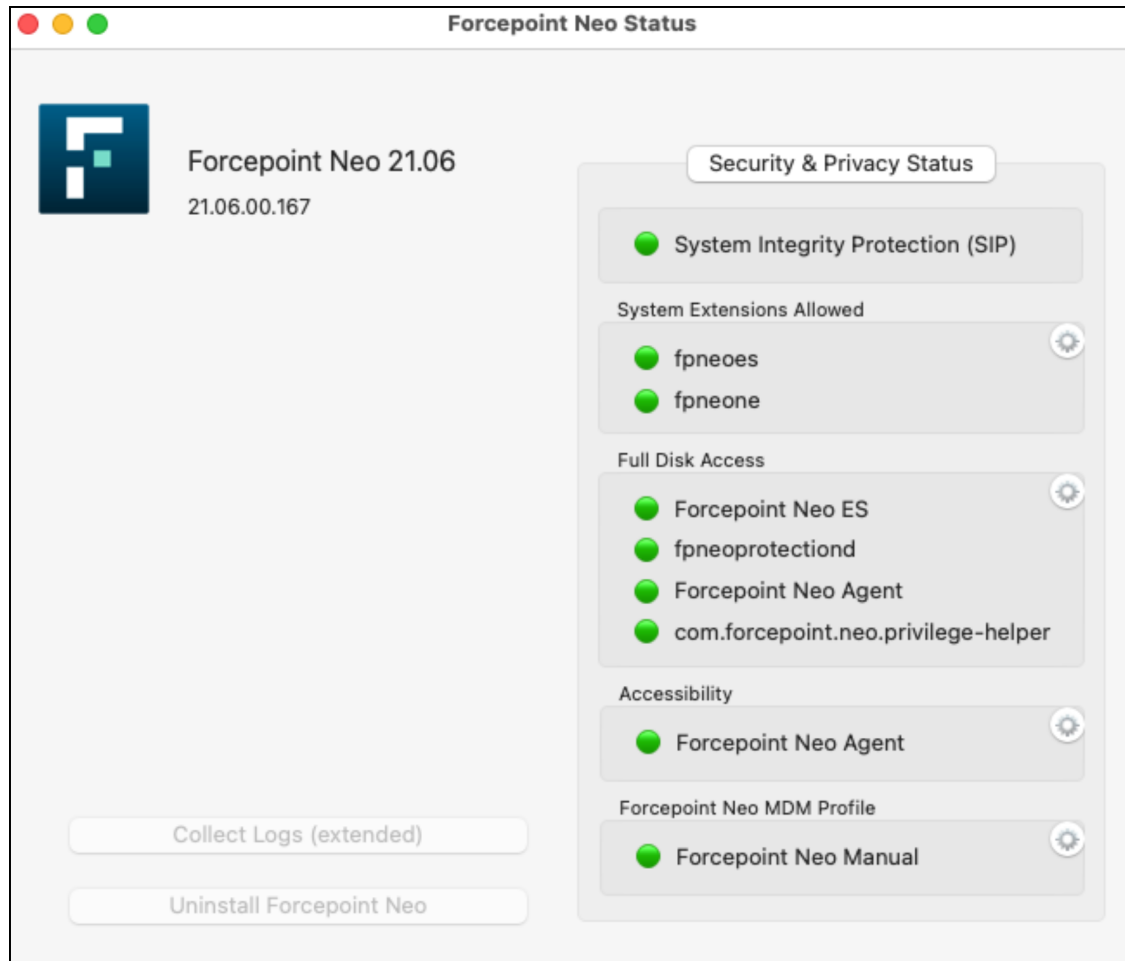 Forcepoint Neo Status
Forcepoint Neo 21.06
21.06.00.167
Security & Privacy Status
System Integrity Protection (SIP)
System Extensions Allowed
fpneoes
fpneone
Full Disk Access
Forcepoint Neo ES
fpneoprotectiond
Forcepoint Neo Agent
com.forcepoint.neo.privilege-helper
Accessibility
Forcepoint Neo Agent
Forcepoint Neo MDM Profile
Forcepoint Neo Manual
Collect Logs (extended)
Uninstall Forcepoint Neo